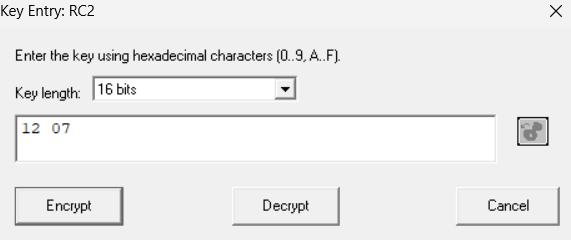 Key Entry: RC2
Enter the key using hexadecimal characters (0..9, A..F).
Key length: 16 bits
12 07
Encrypt Decrypt Cancel